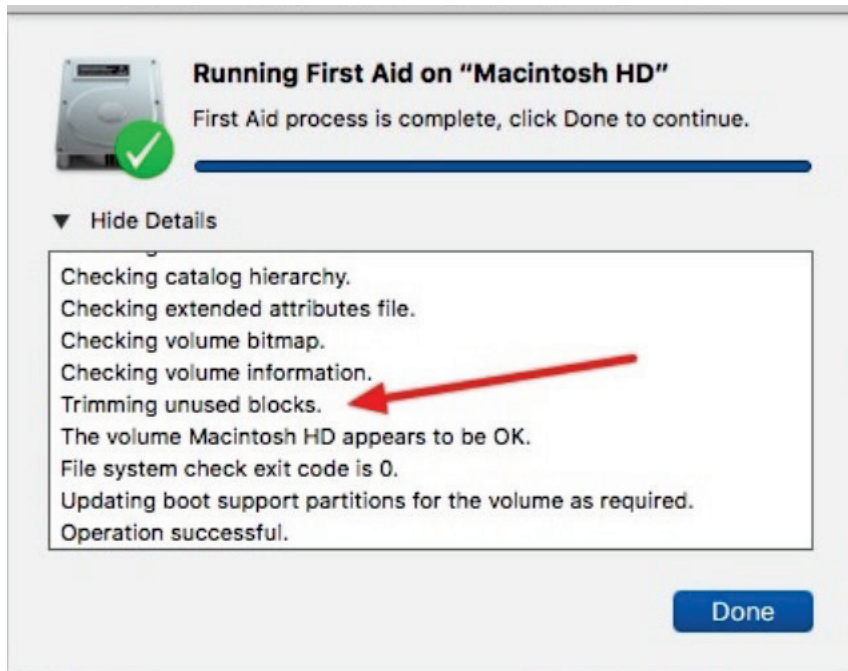 Running First Aid on “Macintosh HD”
First Aid process is complete, click Done to continue.
Hide Details
Checking catalog hierarchy.
Checking extended attributes file.
Checking volume bitmap.
Checking volume information.
Trimming unused blocks.
The volume Macintosh HD appears to be OK.
File system check exit code is 0.
Updating boot support partitions for the volume as required.
Operation successful.
Done